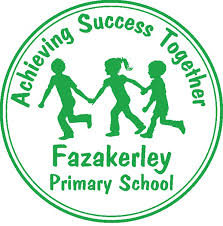 Achieving Success Together
Fazakerley
Primary School